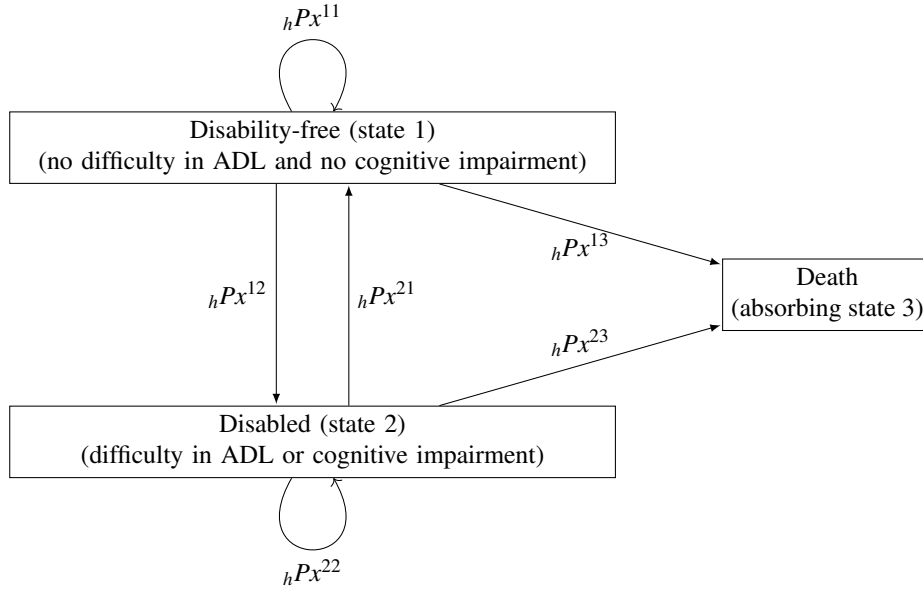 hPx11
Disability-free (state 1)
(no difficulty in ADL and no cognitive impairment)
hPx13
hPx12
hPx21
Death
(absorbing state 3)
hPx23
Disabled (state 2)
(difficulty in ADL or cognitive impairment)
hPx22